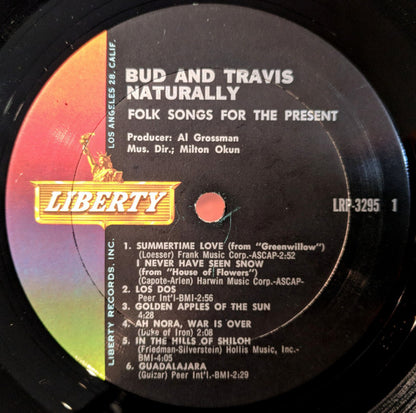 BUD AND TRAVIS
NATURALLY
FOLK SONGS FOR THE PRESENT
Producer: Al Grossman
Mus. Dir.; Milton Okun
LIBERTY
LRP-3295 1
1. SUMMERTIME LOVE (from "Greenwillow")
(Loesser) Frank Music Corp.-ASCAP-2:52
I NEVER HAVE SEEN SNOW
(from "House of Flowers")
(Capote-Arlen) Harwin Music Corp.-ASCAP-
2. LOS DOS
Peer Int'l-BMI-2:56
3. GOLDEN APPLES OF THE SUN
4:28
4. AH NORA, WAR IS OVER
(Duke of Iron) 2:08
5. IN THE HILLS OF SHILOH
(Friedman-Silverstein) Hollis Music, Inc.-
BMI-4:05
6. GUADALAJARA
(Guizar) Peer Int'l-BMI-2:29
LIBERTY RECORDS, INC.
LOS ANGELES 28, CALIF.